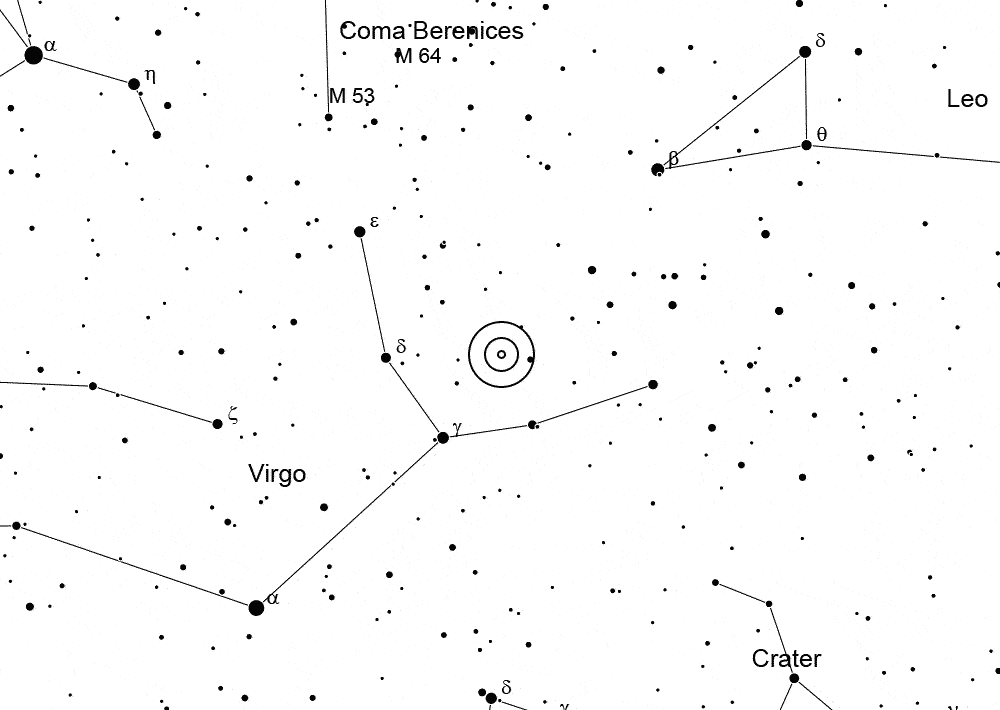 Coma Berenices
α
δ
M 64
η
M 53
Leo
θ
β
ε
δ
ζ
γ
Virgo
α
Crater
δ
γ